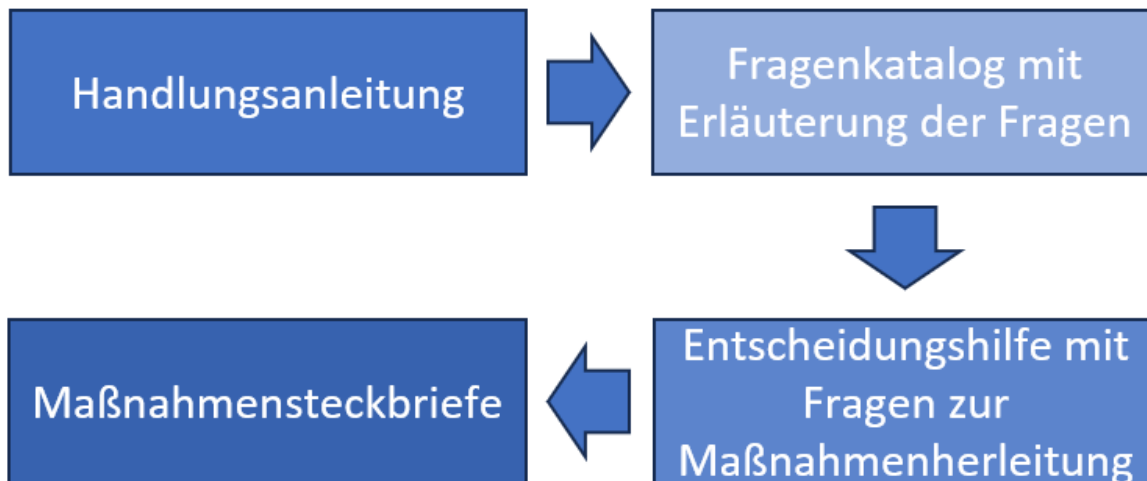 Handlungsanleitung
Fragenkatalog mit
Erläuterung der Fragen
Entscheidungshilfe mit
Fragen zur
Maßnahmenherleitung
Maßnahmensteckbriefe